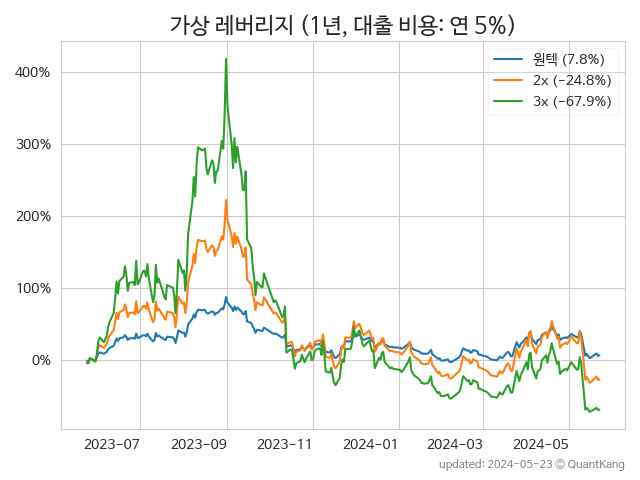 가상 레버리지 (1년, 대출 비용: 연 5%)
원텍 (7.8%)
2x (−24.8%)
3x (−67.9%)
400%
300%
200%
100%
0%
2023-07 2023-09 2023-11 2024-01 2024-03 2024-05
updated: 2024-05-23 © QuantKang